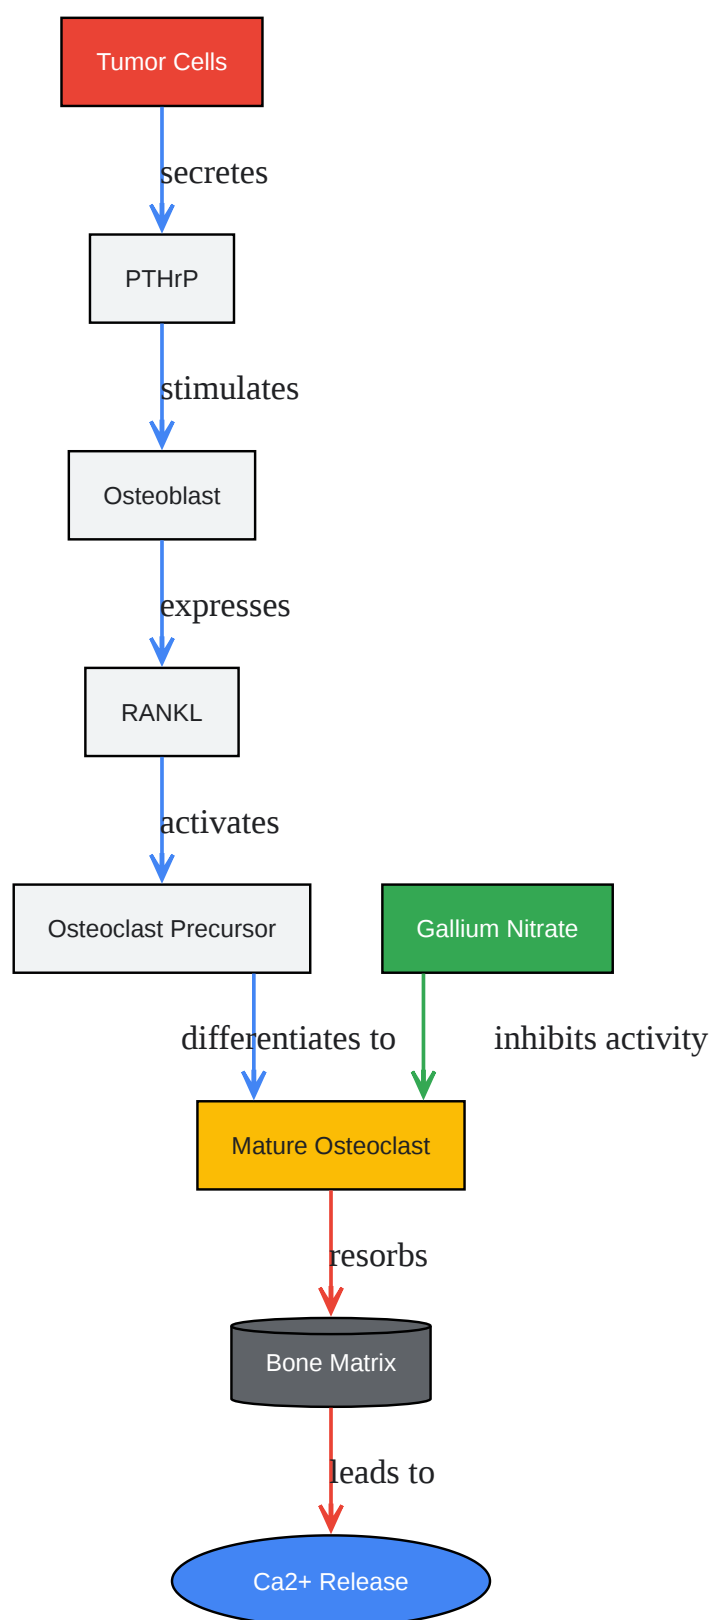 Tumor Cells
secretes
PTHrP
stimulates
Osteoblast
expresses
RANKL
activates
Osteoclast Precursor
Gallium Nitrate
differentiates to
inhibits activity
Mature Osteoclast
resorbs
Bone Matrix
leads to
Ca2+ Release